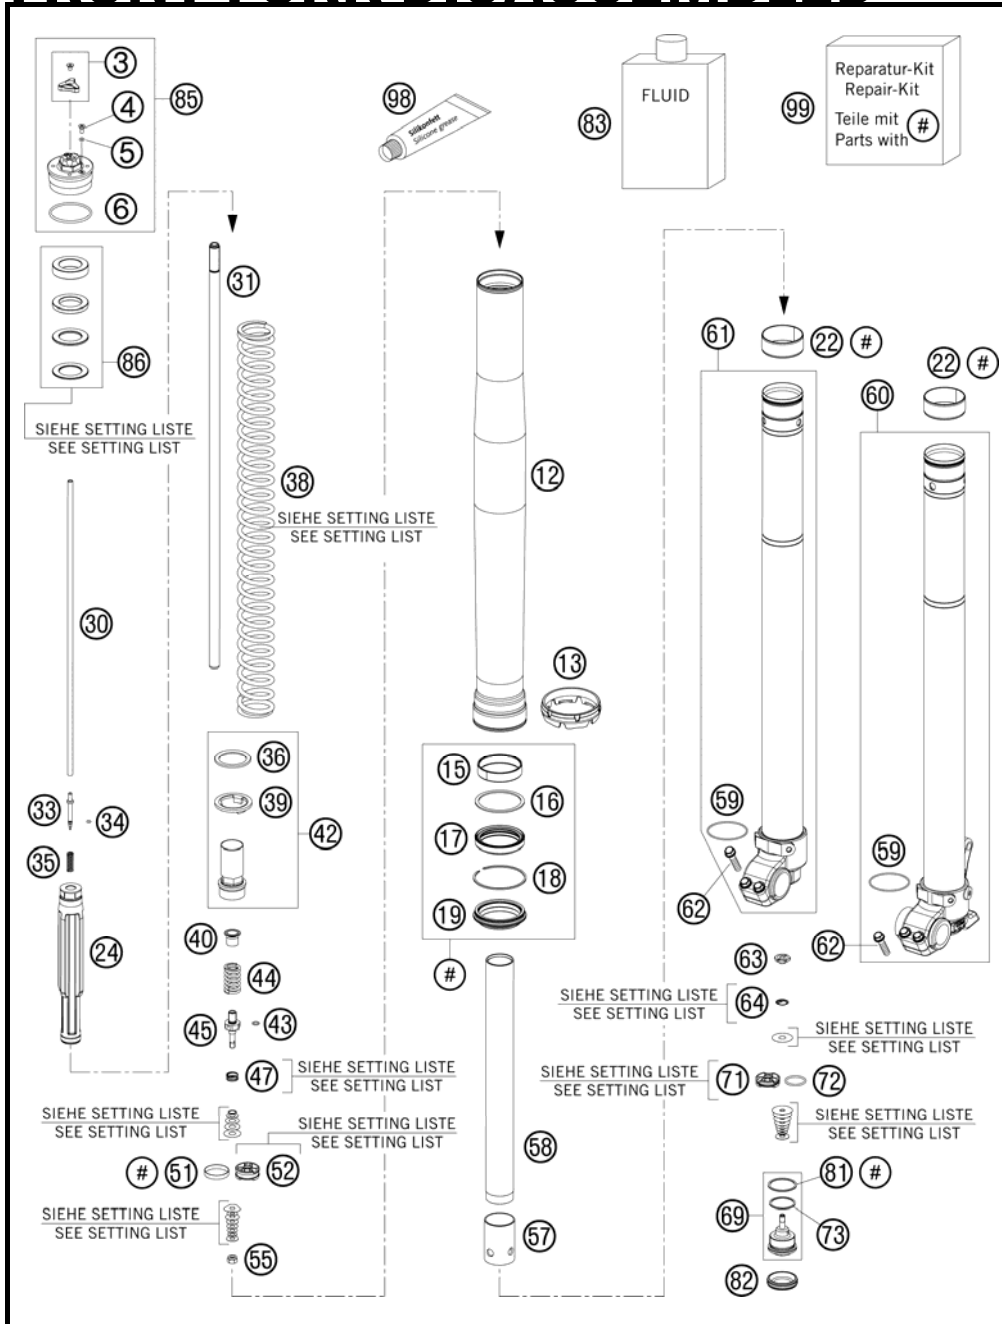 3
85
4
5
6
98
Silikonfett
Silicone grease
83
FLUID
99
Reparatur-Kit
Repair-Kit
Teile mit #
Parts with
31
86
61
22 #
22 #
60
SIEHE SETTING LISTE
SEE SETTING LIST
38
12
SIEHE SETTING LISTE
SEE SETTING LIST
30
13
36
15
16
39
59
33
34
42
17
59
35
18
19
62
40
24
62
44
#
63
45
43
SIEHE SETTING LISTE
SEE SETTING LIST
64
SIEHE SETTING LISTE
SEE SETTING LIST
47
SIEHE SETTING LISTE
SEE SETTING LIST
SIEHE SETTING LISTE
SEE SETTING LIST
71
72
SIEHE SETTING LISTE
SEE SETTING LIST
SIEHE SETTING LISTE
SEE SETTING LIST
SIEHE SETTING LISTE
SEE SETTING LIST
58
# 51
52
81 #
SIEHE SETTING LISTE
SEE SETTING LIST
69
57
73
55
82